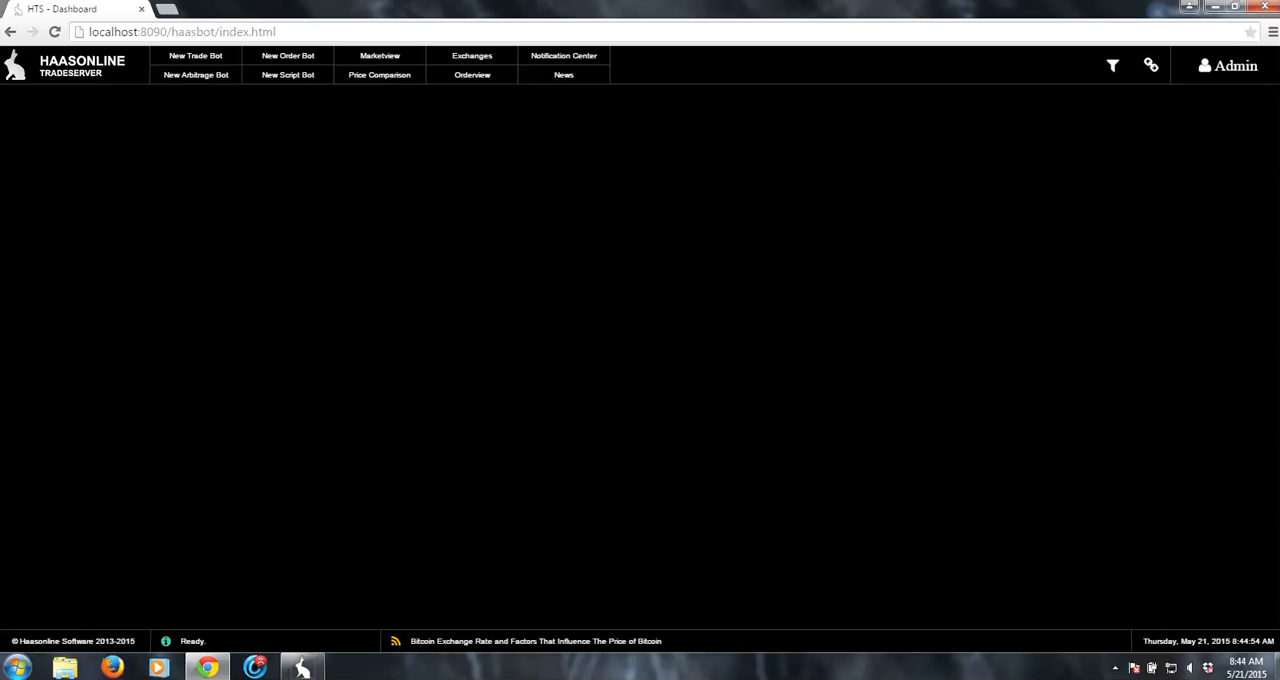 HTS - Dashboard
localhost:8090/haasbot/index.html
HAASONLINE
TRADESERVER
New Trade Bot
New Order Bot
Marketview
Exchanges
Notification Center
New Arbitrage Bot
New Script Bot
Price Comparison
Orderview
News
Admin
© Haasonline Software 2013-2015
Ready.
Bitcoin Exchange Rate and Factors That Influence The Price of Bitcoin
Thursday, May 21, 2015 8:44:54 AM
8:44 AM
5/21/2015